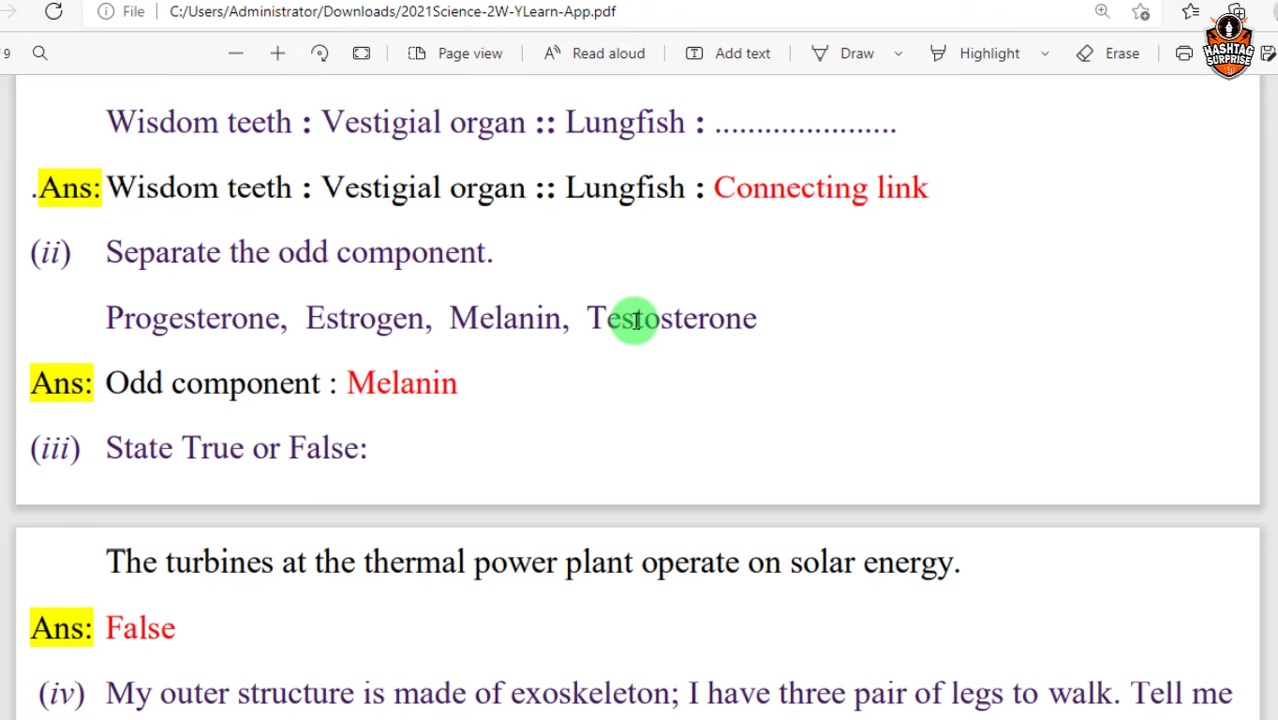 File C:/Users/Administrator/Downloads/2021Science-2W-YLearn-App.pdf
HASHTAG
SURPRISE
9 Page view Read aloud Add text Draw Highlight Erase
Wisdom teeth : Vestigial organ :: Lungfish : ......................
.Ans: Wisdom teeth : Vestigial organ :: Lungfish : Connecting link
(ii) Separate the odd component.
Progesterone, Estrogen, Melanin, Testosterone
Ans: Odd component : Melanin
(iii) State True or False:
The turbines at the thermal power plant operate on solar energy.
Ans: False
(iv) My outer structure is made of exoskeleton; I have three pair of legs to walk. Tell me